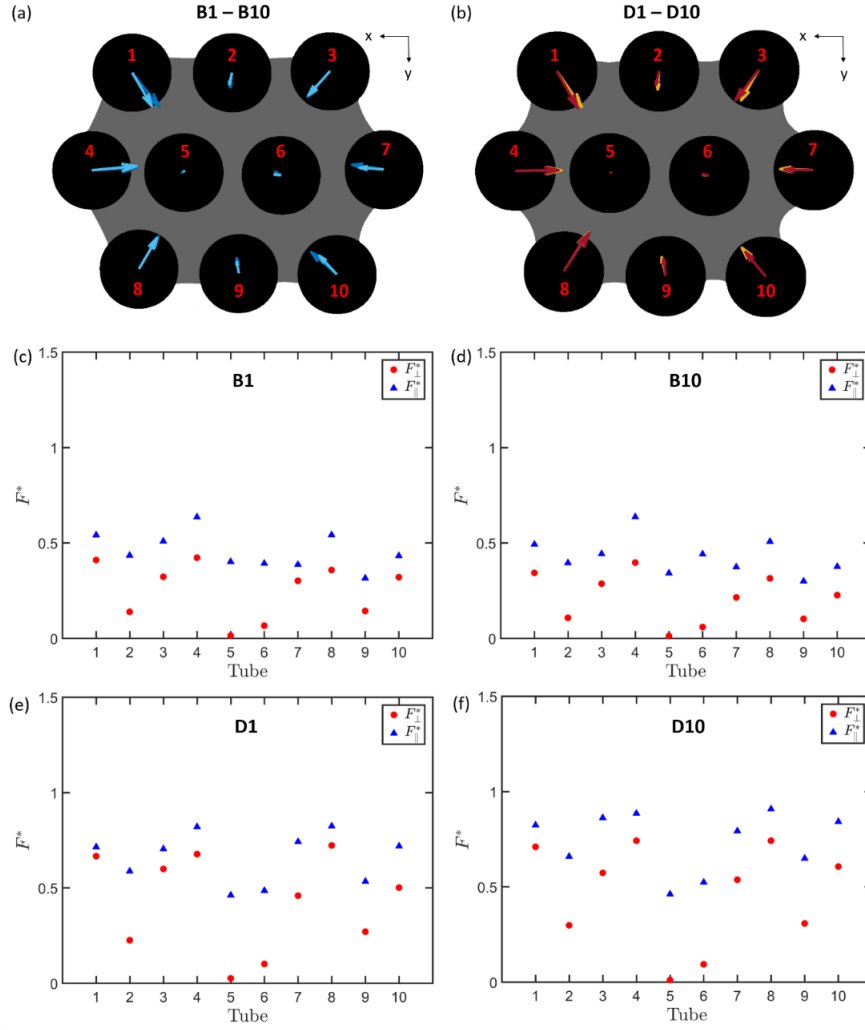 (a) B1 – B10
x
y
1 2 3
4 5 6 7
8 9 10
(b) D1 – D10
x
y
1 2 3
4 5 6 7
8 9 10
(c)
B1
F*⊥
F*∥
1.5
1
0.5
0
F*
1 2 3 4 5 6 7 8 9 10
Tube
(d)
B10
F*⊥
F*∥
1.5
1
0.5
0
F*
1 2 3 4 5 6 7 8 9 10
Tube
(e)
D1
F*⊥
F*∥
1.5
1
0.5
0
F*
1 2 3 4 5 6 7 8 9 10
Tube
(f)
D10
F*⊥
F*∥
1.5
1
0.5
0
F*
1 2 3 4 5 6 7 8 9 10
Tube